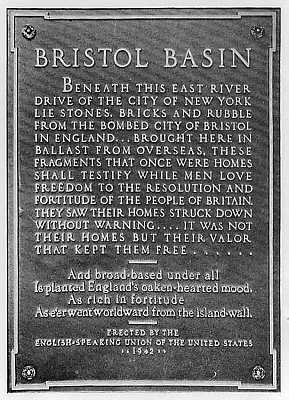 BRISTOL BASIN
BENEATH THIS EAST RIVER
DRIVE OF THE CITY OF NEW YORK
LIE STONES, BRICKS AND RUBBLE
FROM THE BOMBED CITY OF BRISTOL
IN ENGLAND... BROUGHT HERE IN
BALLAST FROM OVERSEAS, THESE
FRAGMENTS THAT ONCE WERE HOMES
SHALL TESTIFY WHILE MEN LOVE
FREEDOM TO THE RESOLUTION AND
FORTITUDE OF THE PEOPLE OF BRITAIN.
THEY SAW THEIR HOMES STRUCK DOWN
WITHOUT WARNING.... IT WAS NOT
THEIR HOMES BUT THEIR VALOR
THAT KEPT THEM FREE ......
And broad-based under all
Is planted England's oaken-hearted mood,
As rich in fortitude
As e'er went worldward from the island-wall.
ERECTED BY THE
ENGLISH-SPEAKING UNION OF THE UNITED STATES
1942